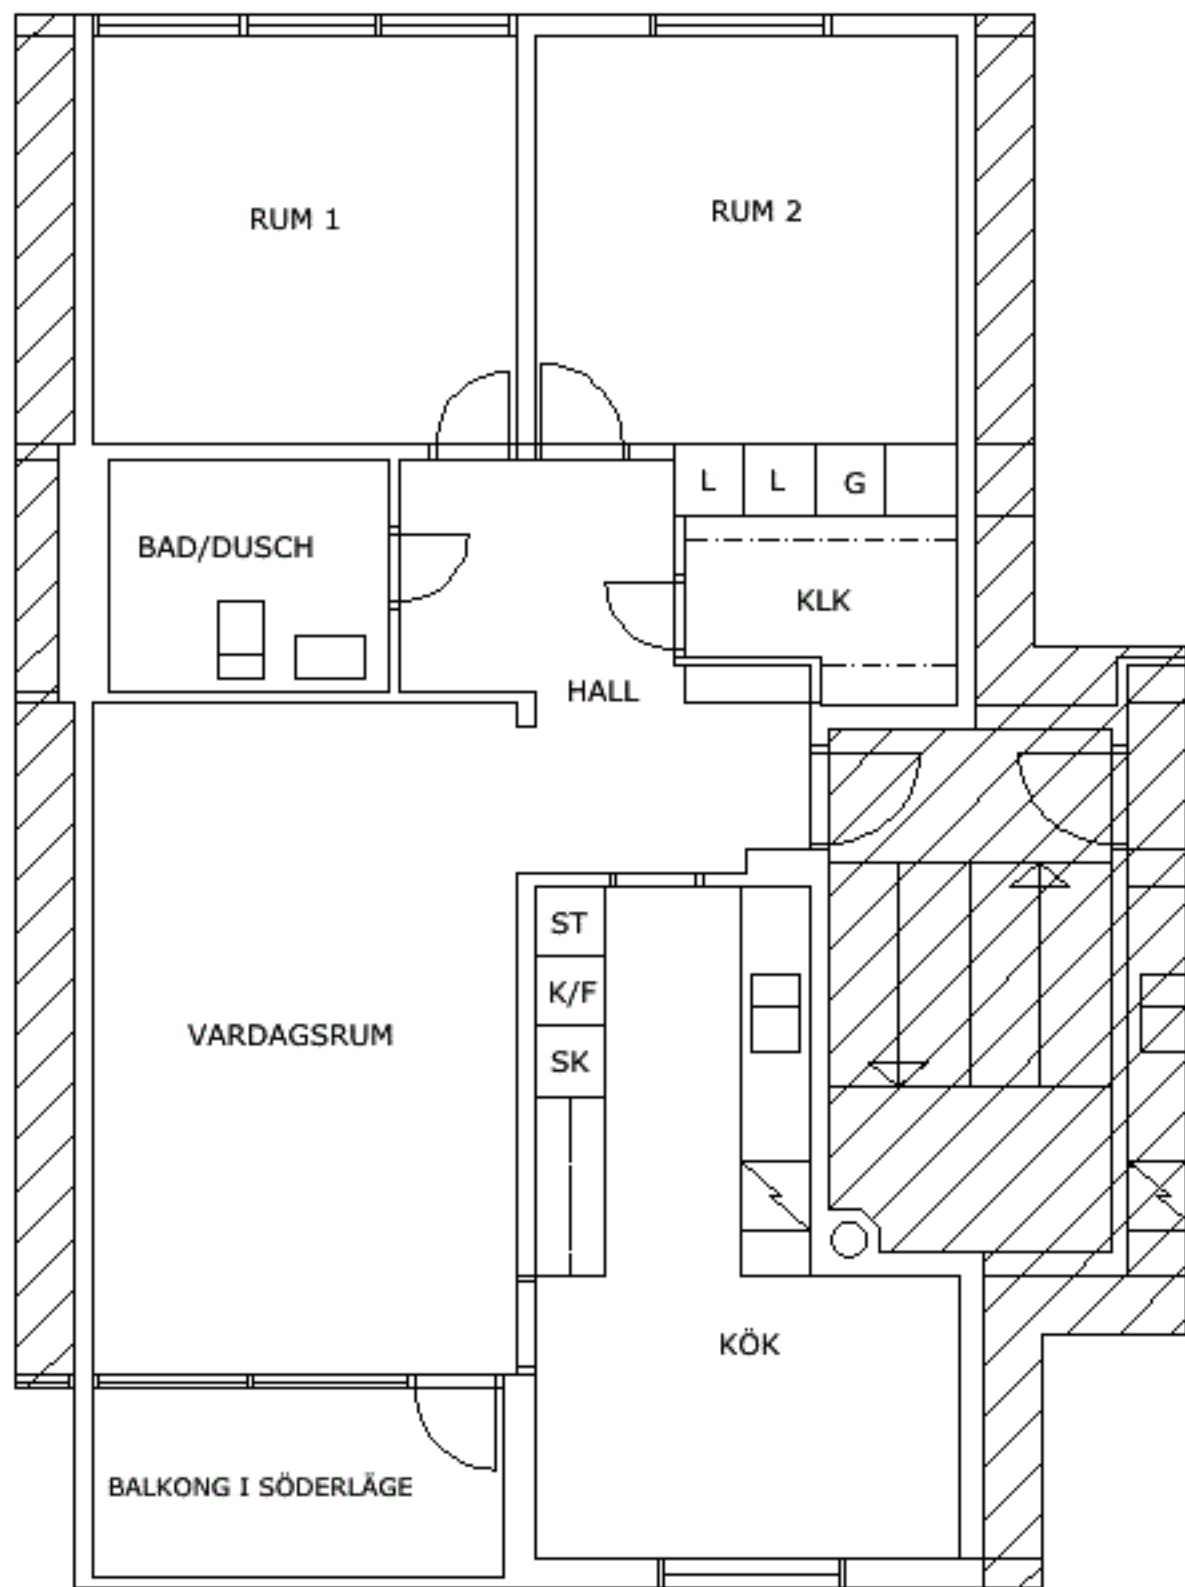 RUM 1
RUM 2
L
L
G
BAD/DUSCH
KLK
HALL
ST
K/F
SK
VARDAGSRUM
KÖK
BALKONG I SÖDERLÄGE